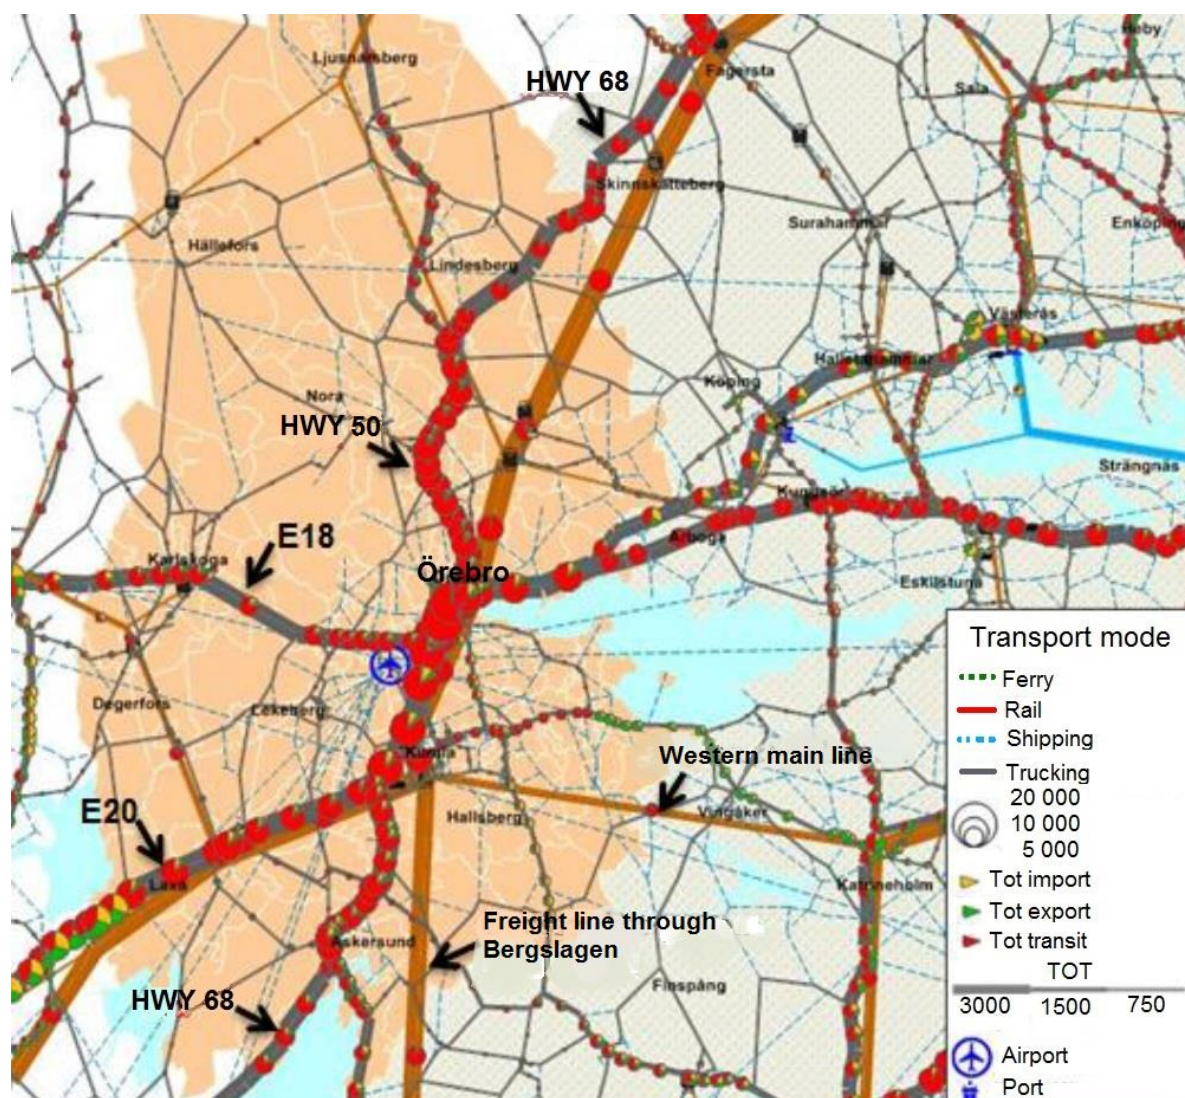 Ljusnarsberg
HWY 68
Fagersta
Heby
Sala
Skinnskatteberg
Surahammar
Enköping
Hällefors
Lindesberg
Västerås
Hallstahammar
Köping
Nora
HWY 50
Strängnäs
Kungsör
E18
Arboga
Karlskoga
Örebro
Eskilstuna
Transport mode
Ferry
Rail
Shipping
Trucking
20 000
10 000
5 000
Tot import
Tot export
Tot transit
TOT
3000 1500 750
Airport
Port
Degerfors
Lekeberg
Kumla
Western main line
E20
Hallsberg
Vingåker
Laxå
Katrineholm
Freight line through
Bergslagen
Askersund
HWY 68
Finspång